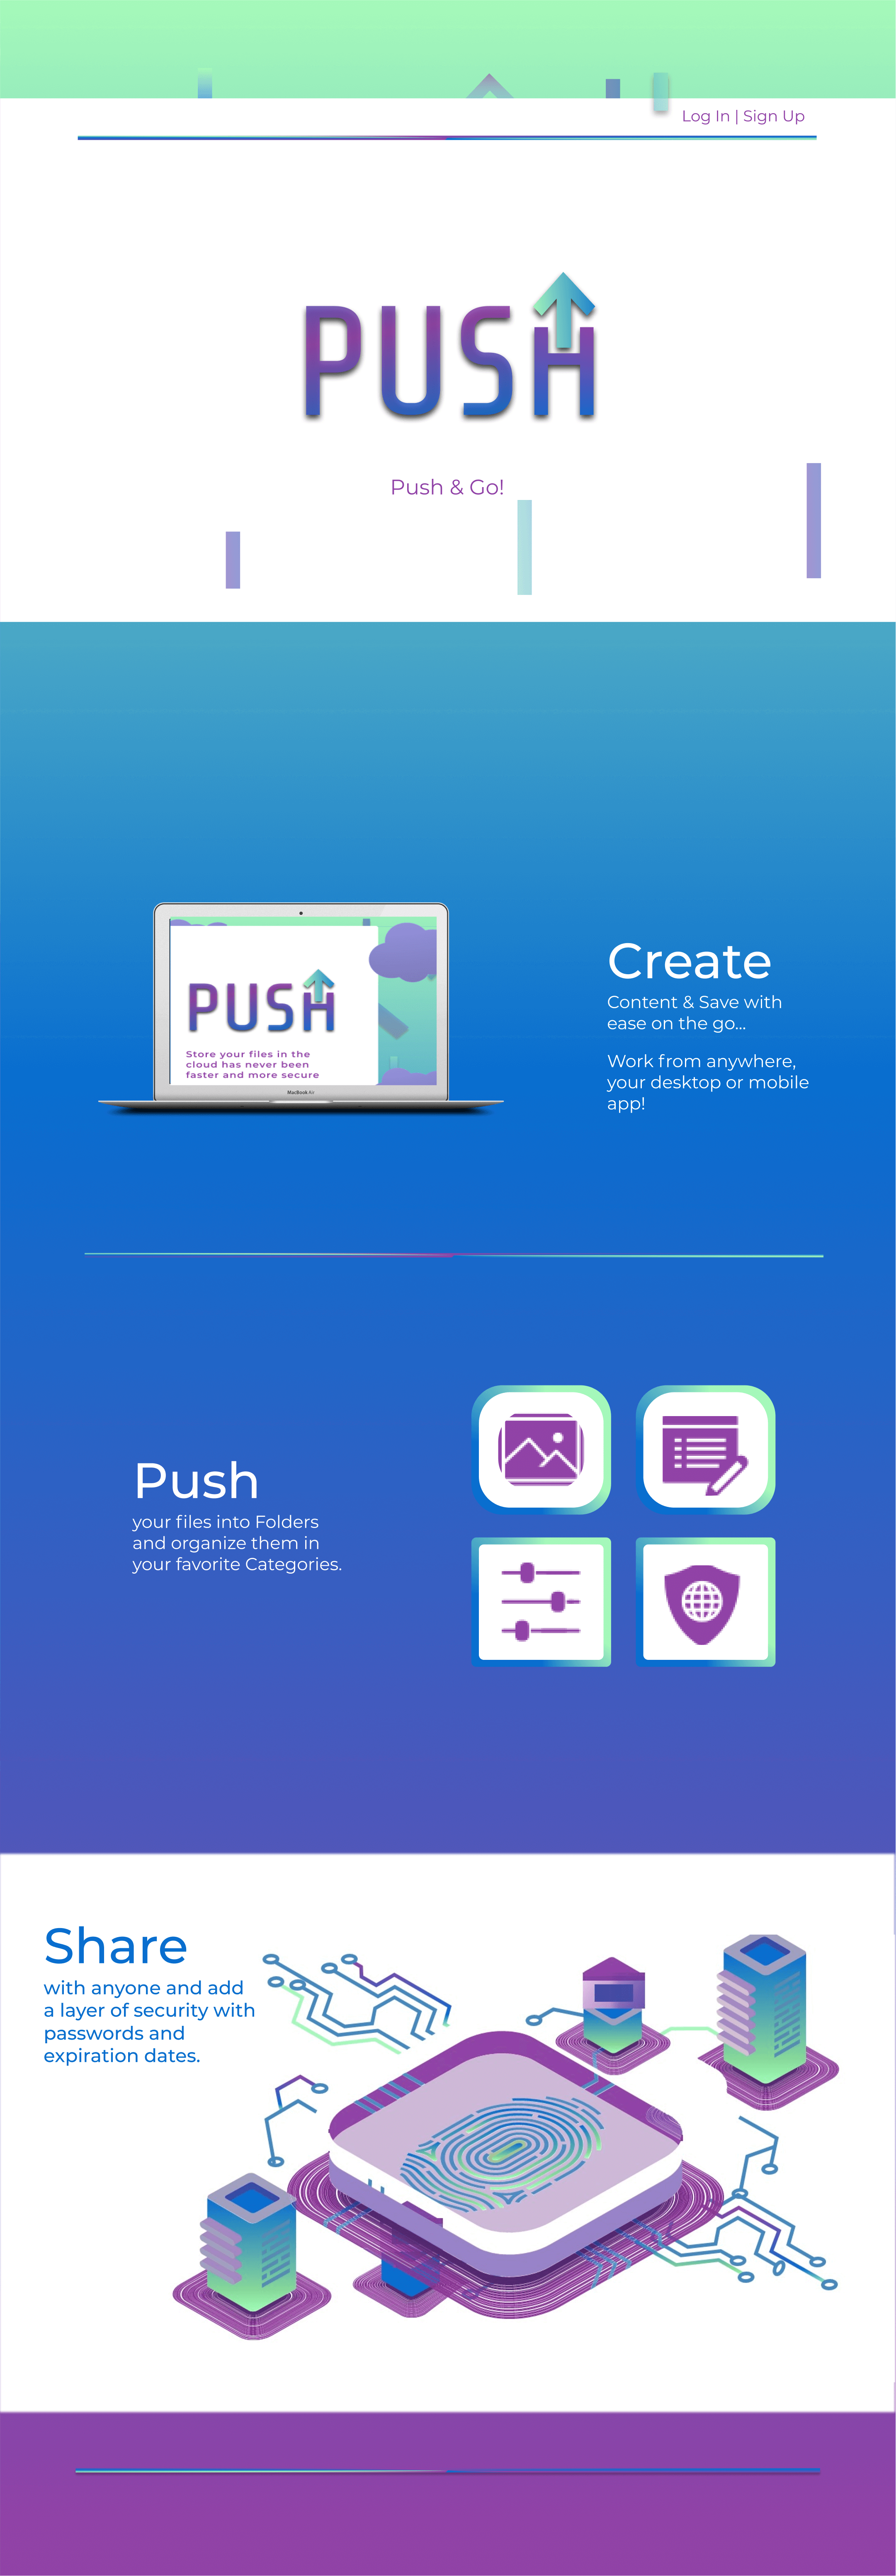 Log In | Sign Up
PUSH
Push & Go!
PUSH
Store your files in the
cloud has never been
faster and more secure
MacBook Air
Create
Content & Save with
ease on the go...
Work from anywhere,
your desktop or mobile
app!
Push
your files into Folders
and organize them in
your favorite Categories.
Share
with anyone and add
a layer of security with
passwords and
expiration dates.